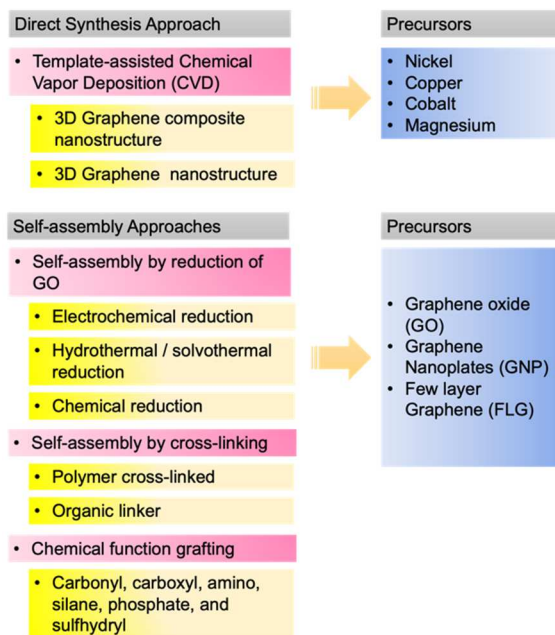 Direct Synthesis Approach
• Template-assisted Chemical
Vapor Deposition (CVD)
• 3D Graphene composite
nanostructure
• 3D Graphene nanostructure
Precursors
• Nickel
• Copper
• Cobalt
• Magnesium
Self-assembly Approaches
• Self-assembly by reduction of
GO
• Electrochemical reduction
• Hydrothermal / solvothermal
reduction
• Chemical reduction
• Self-assembly by cross-linking
• Polymer cross-linked
• Organic linker
• Chemical function grafting
• Carbonyl, carboxyl, amino,
silane, phosphate, and
sulfhydryl
Precursors
• Graphene oxide
(GO)
• Graphene
Nanoplates (GNP)
• Few layer
Graphene (FLG)